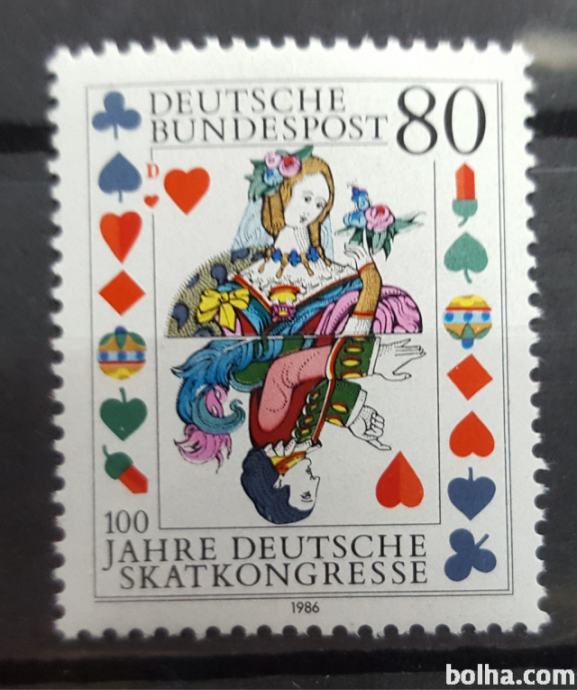 DEUTSCHE
BUNDESPOST 80
D
100
JAHRE DEUTSCHE
SKATKONGRESSE
1986
bolha.com